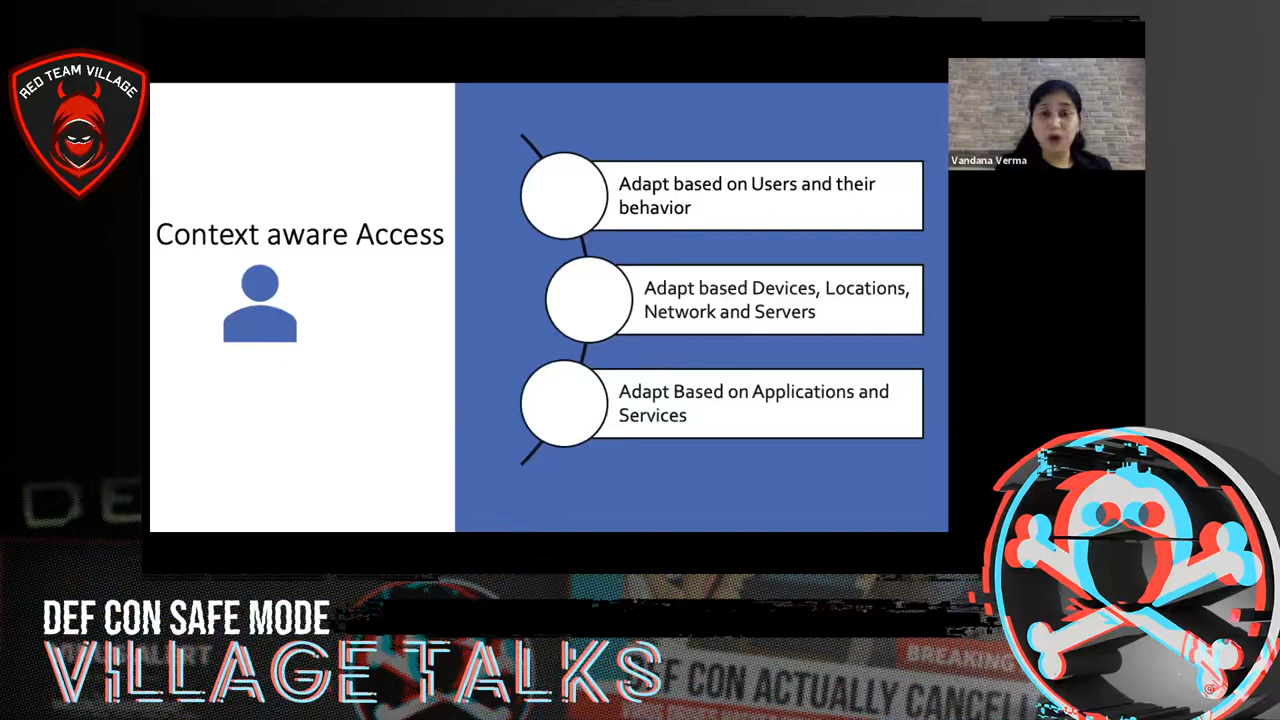 RED TEAM VILLAGE
Context aware Access
Adapt based on Users and their
behavior
Adapt based Devices, Locations,
Network and Servers
Adapt Based on Applications and
Services
Vandana Verma
DEF CON SAFE MODE
VILLAGE TALKS
BREAKING
DEF CON ACTUALLY